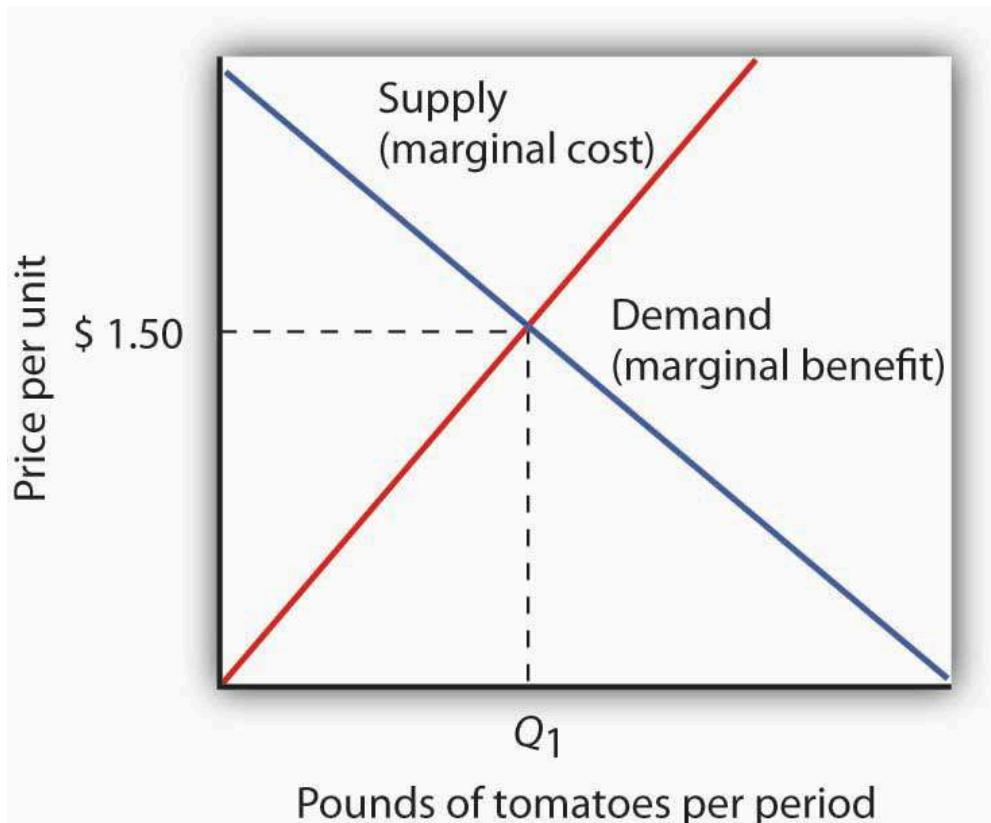 Supply
(marginal cost)
Demand
(marginal benefit)
Price per unit
$ 1.50
Q1
Pounds of tomatoes per period